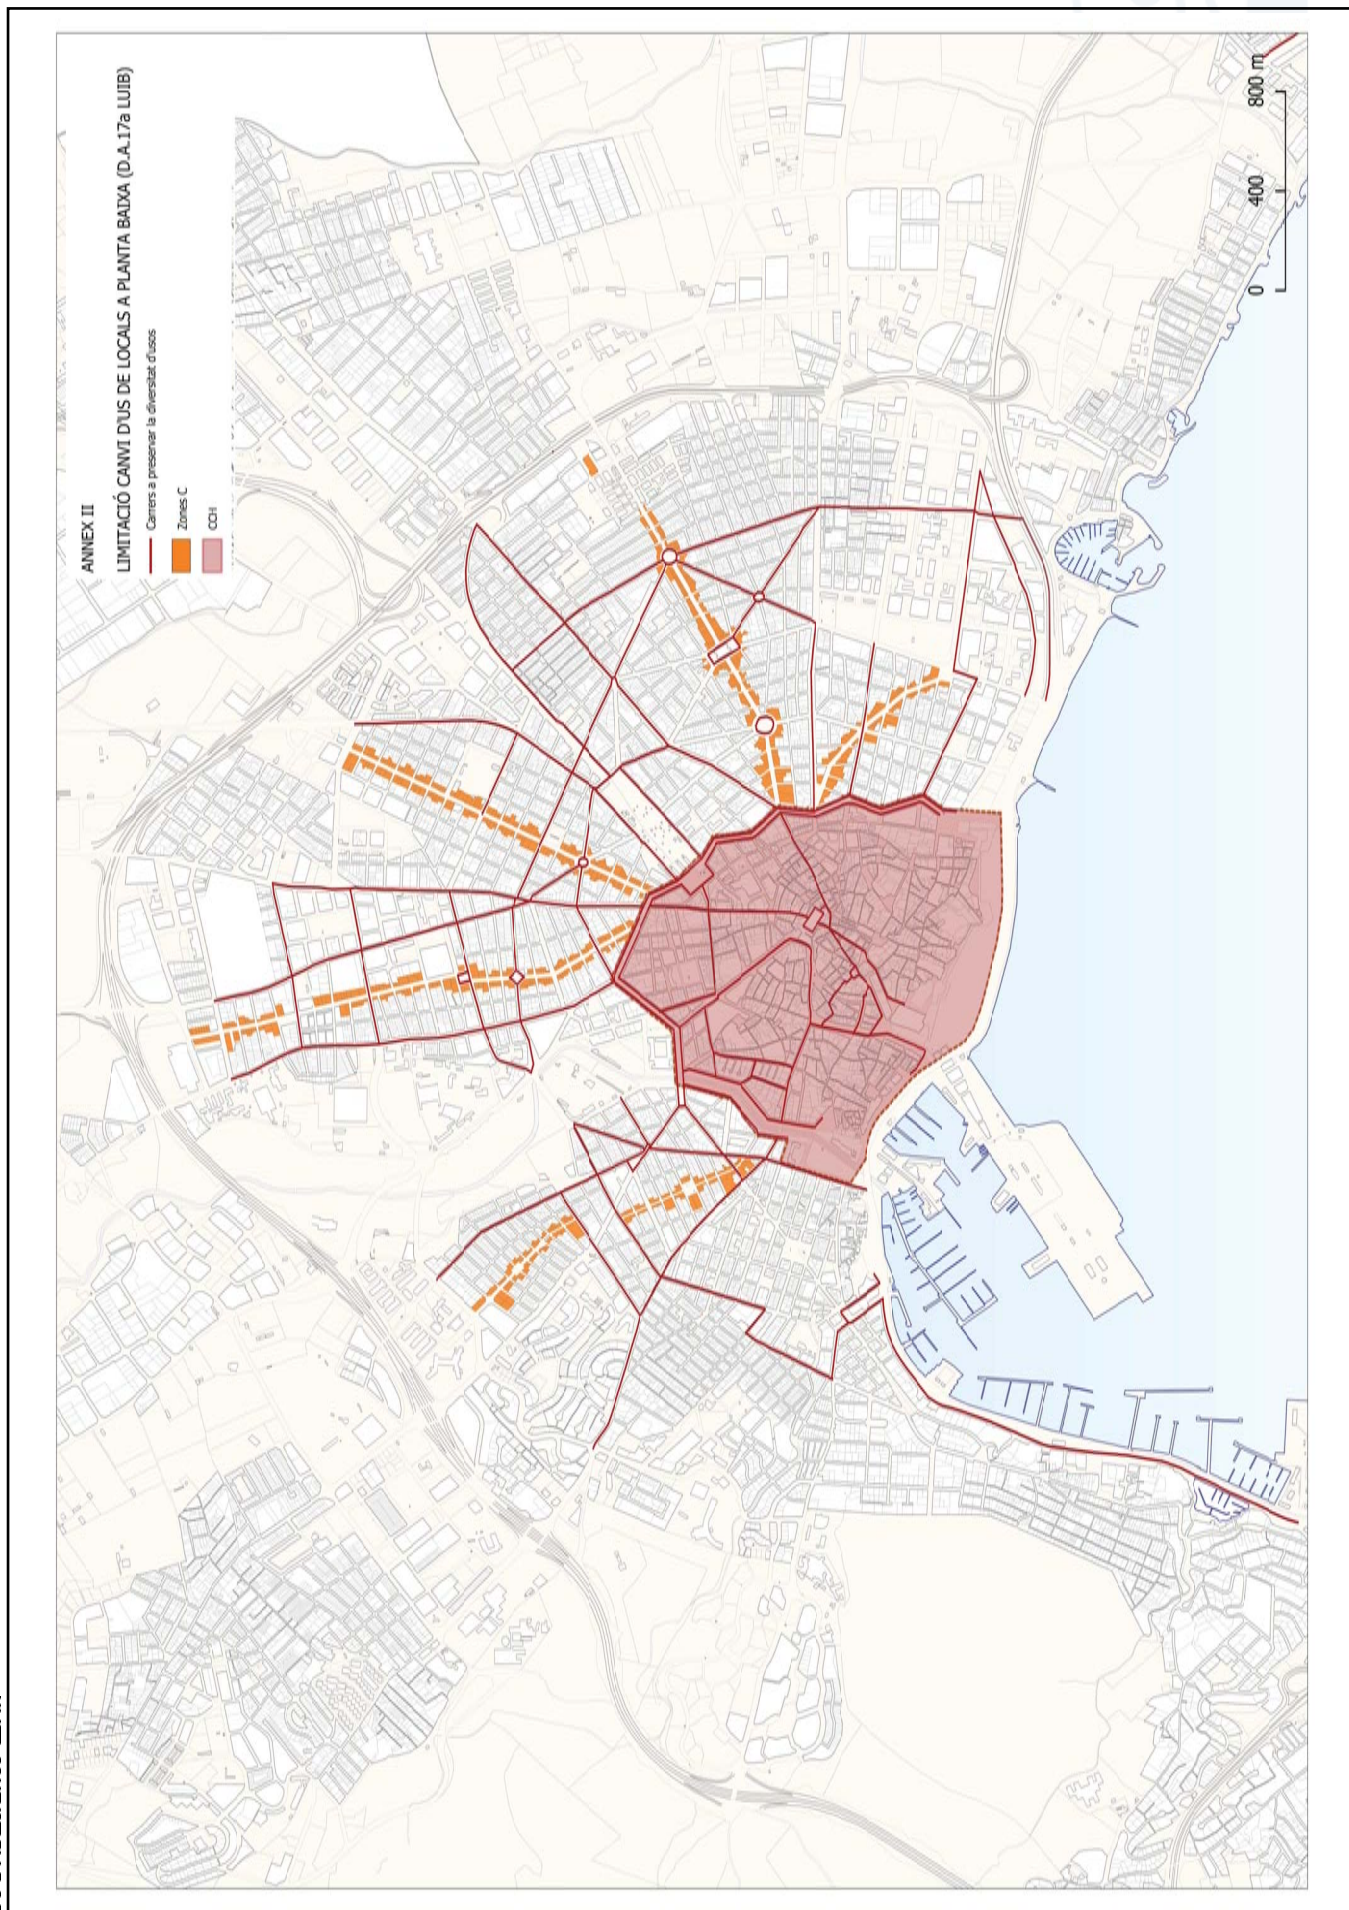 ANNEX II
LIMITACIÓ CANVI D'US DE LOCALS A PLANTA BAIXA (D.A.17a LUIB)
Carrers a preservar la diversitat d'usos
Zones C
CCH
0 400 800 m